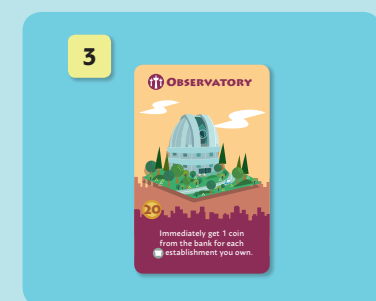 3
OBSERVATORY
20
Immediately get 1 coin
from the bank for each
establishment you own.